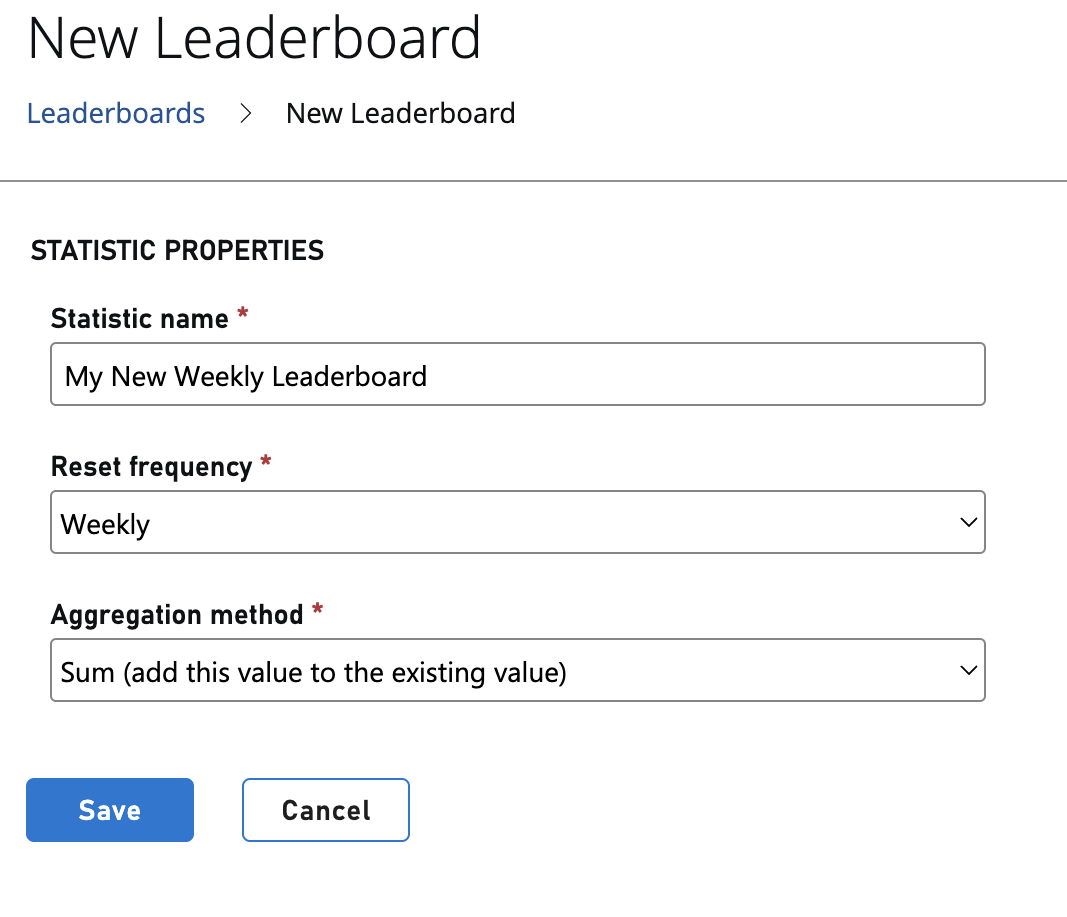 New Leaderboard
Leaderboards > New Leaderboard
STATISTIC PROPERTIES
Statistic name *
My New Weekly Leaderboard
Reset frequency *
Weekly
Aggregation method *
Sum (add this value to the existing value)
Save Cancel